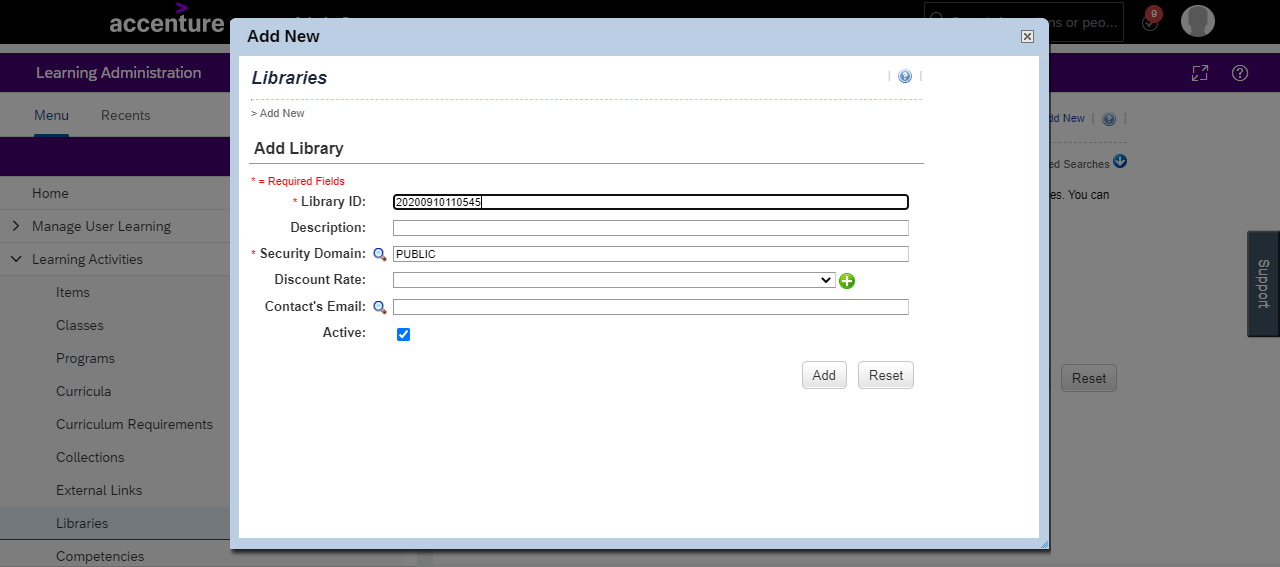 accenture
Add New
ns or peo...
9
Learning Administration
Libraries
Menu
Recents
> Add New
dd New
Add Library
ed Searches
* = Required Fields
Home
* Library ID: 20200910110545
es. You can
Manage User Learning
Description:
Learning Activities
* Security Domain: PUBLIC
Items
Discount Rate:
Support
Contact's Email:
Classes
Active:
Programs
Add
Reset
Reset
Curricula
Curriculum Requirements
Collections
External Links
Libraries
Competencies